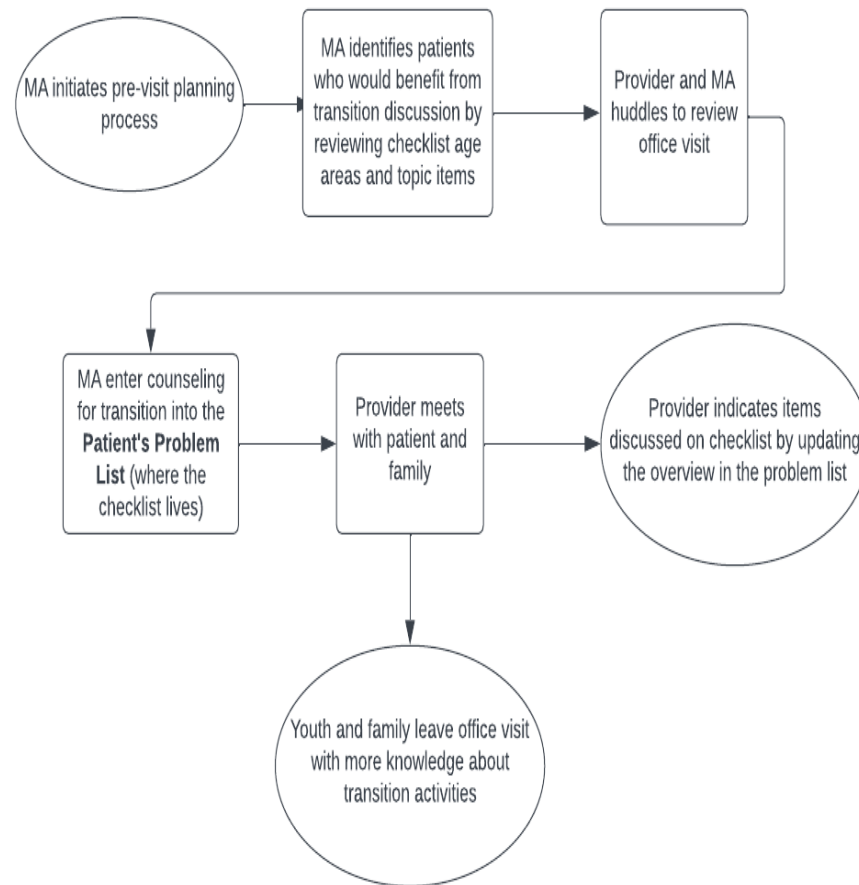 MA initiates pre-visit planning
process
MA identifies patients
who would benefit from
transition discussion by
reviewing checklist age
areas and topic items
Provider and MA
huddles to review
office visit
MA enter counseling
for transition into the
Patient's Problem
List (where the
checklist lives)
Provider meets
with patient and
family
Provider indicates items
discussed on checklist by updating
the overview in the problem list
Youth and family leave office visit
with more knowledge about
transition activities